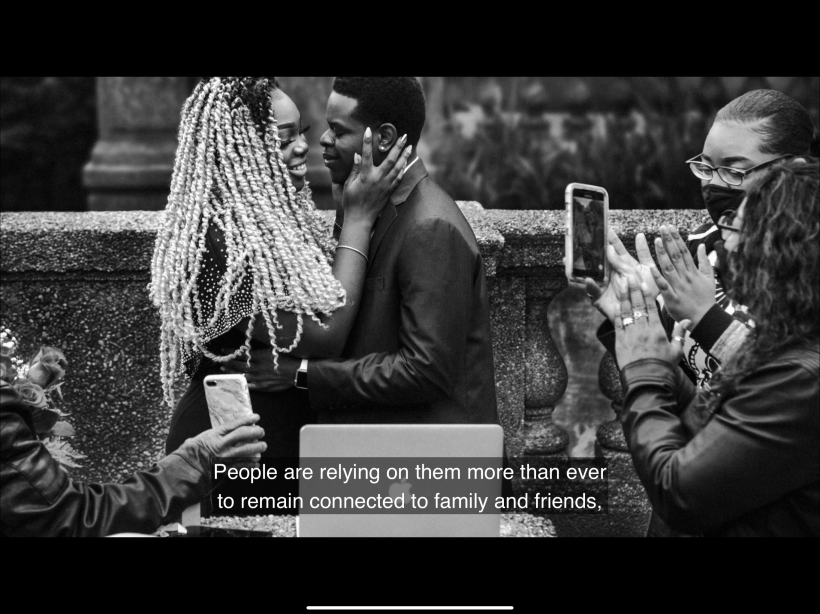 People are relying on them more than ever
to remain connected to family and friends,